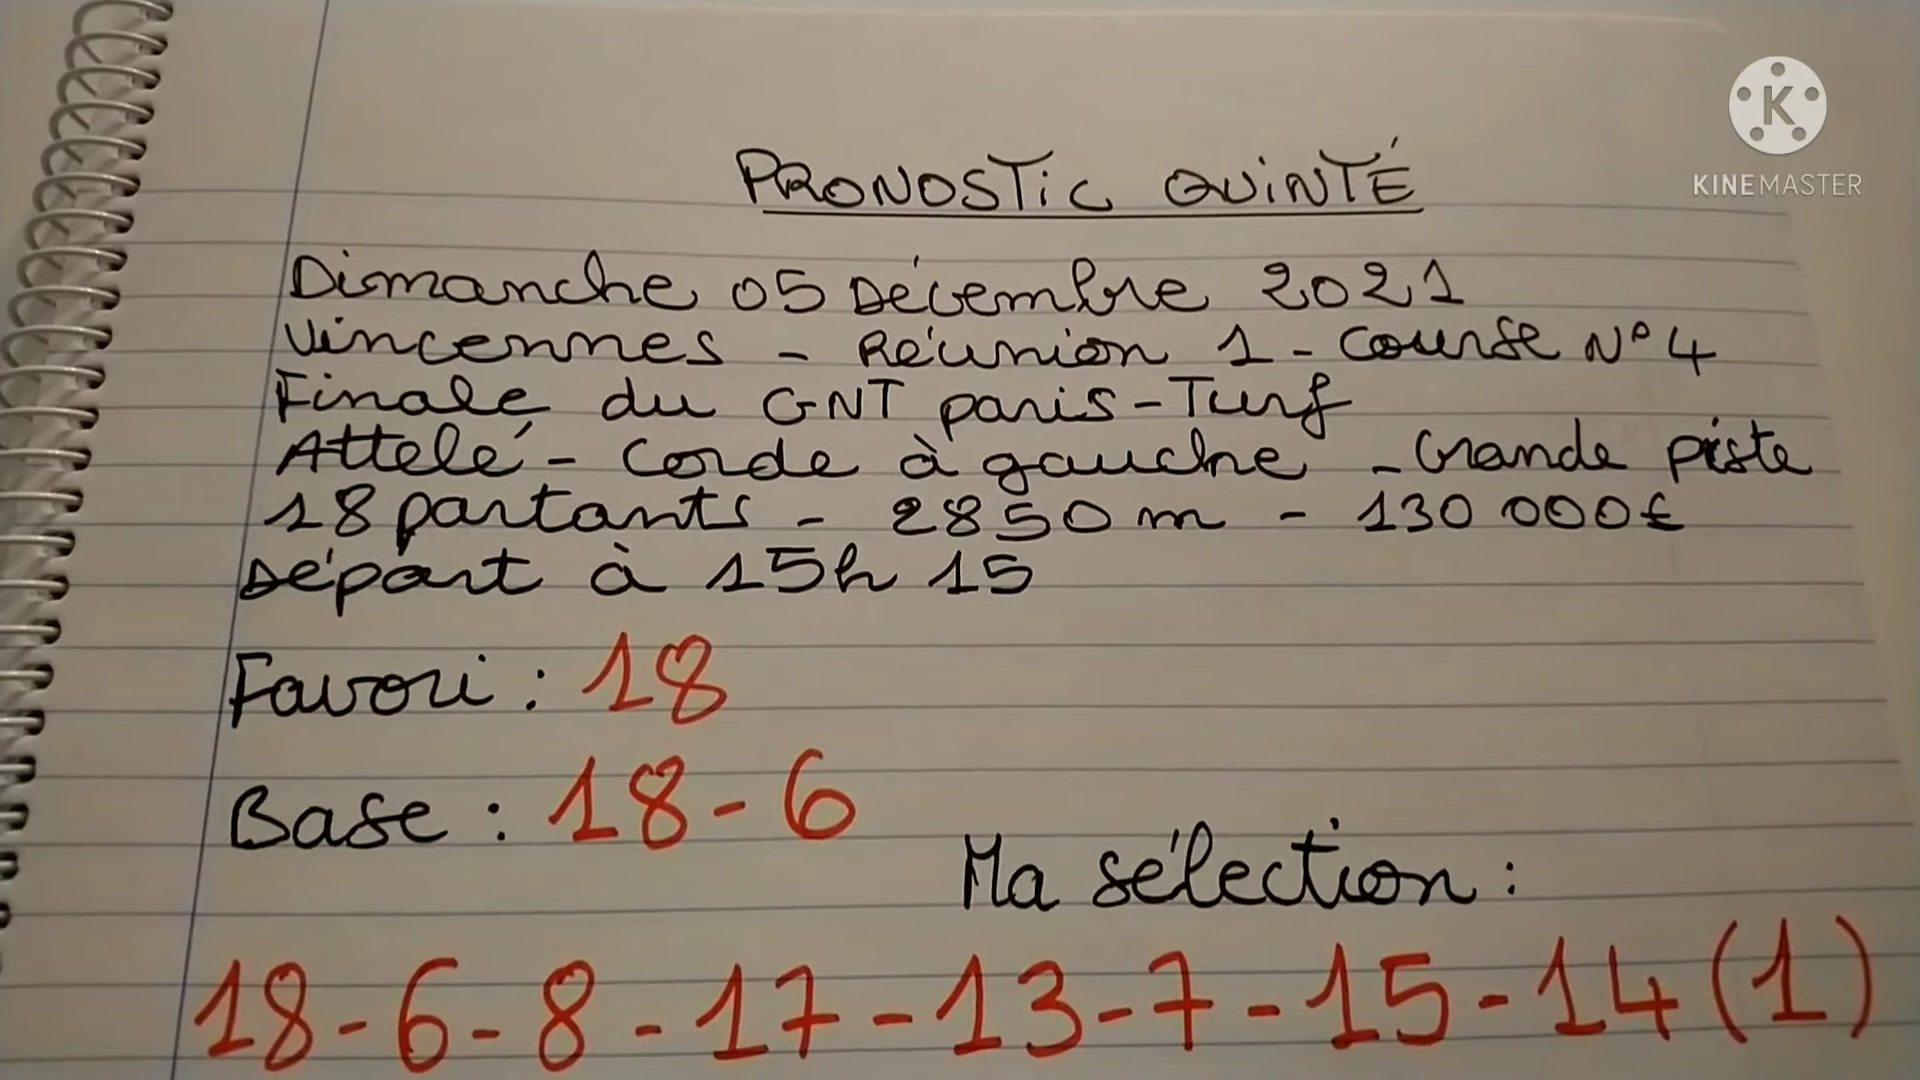 K
KINEMASTER
PRONOSTIC QUINTÉ
Dimanche 05 Décembre 2021
Vincennes - Réunion 1 - Course N° 4
Finale du GNT Paris-Turf
Attelé - Corde à gauche - Grande piste
18 partants - 2850 m - 130 000€
Départ à 15h 15
Favori : 18
Base : 18 - 6
Ma sélection :
18 - 6 - 8 - 17 - 13 - 7 - 15 - 14 (1)